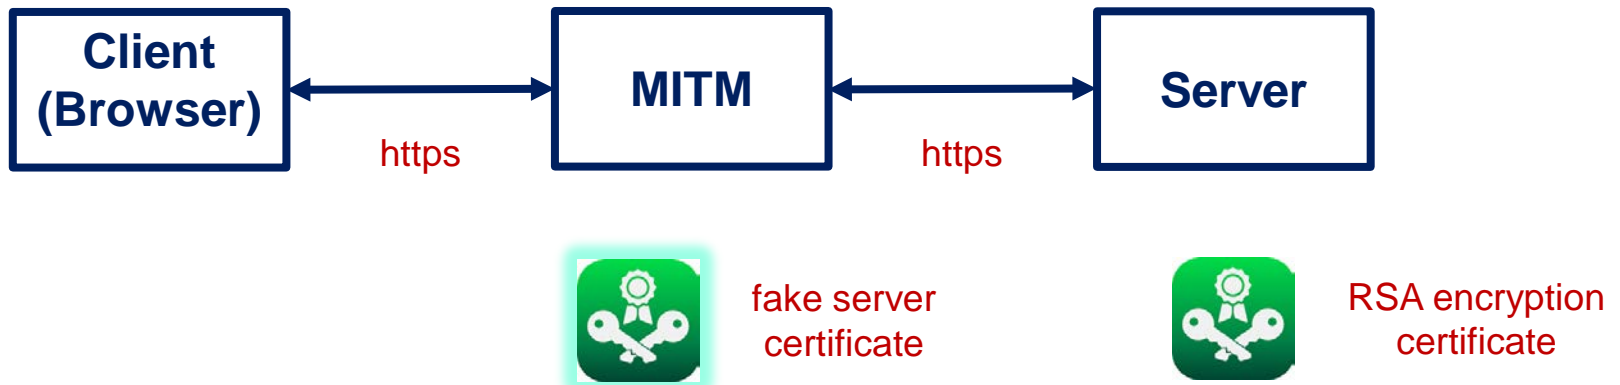 Client
(Browser)
MITM
Server
https
https
fake server
certificate
RSA encryption
certificate